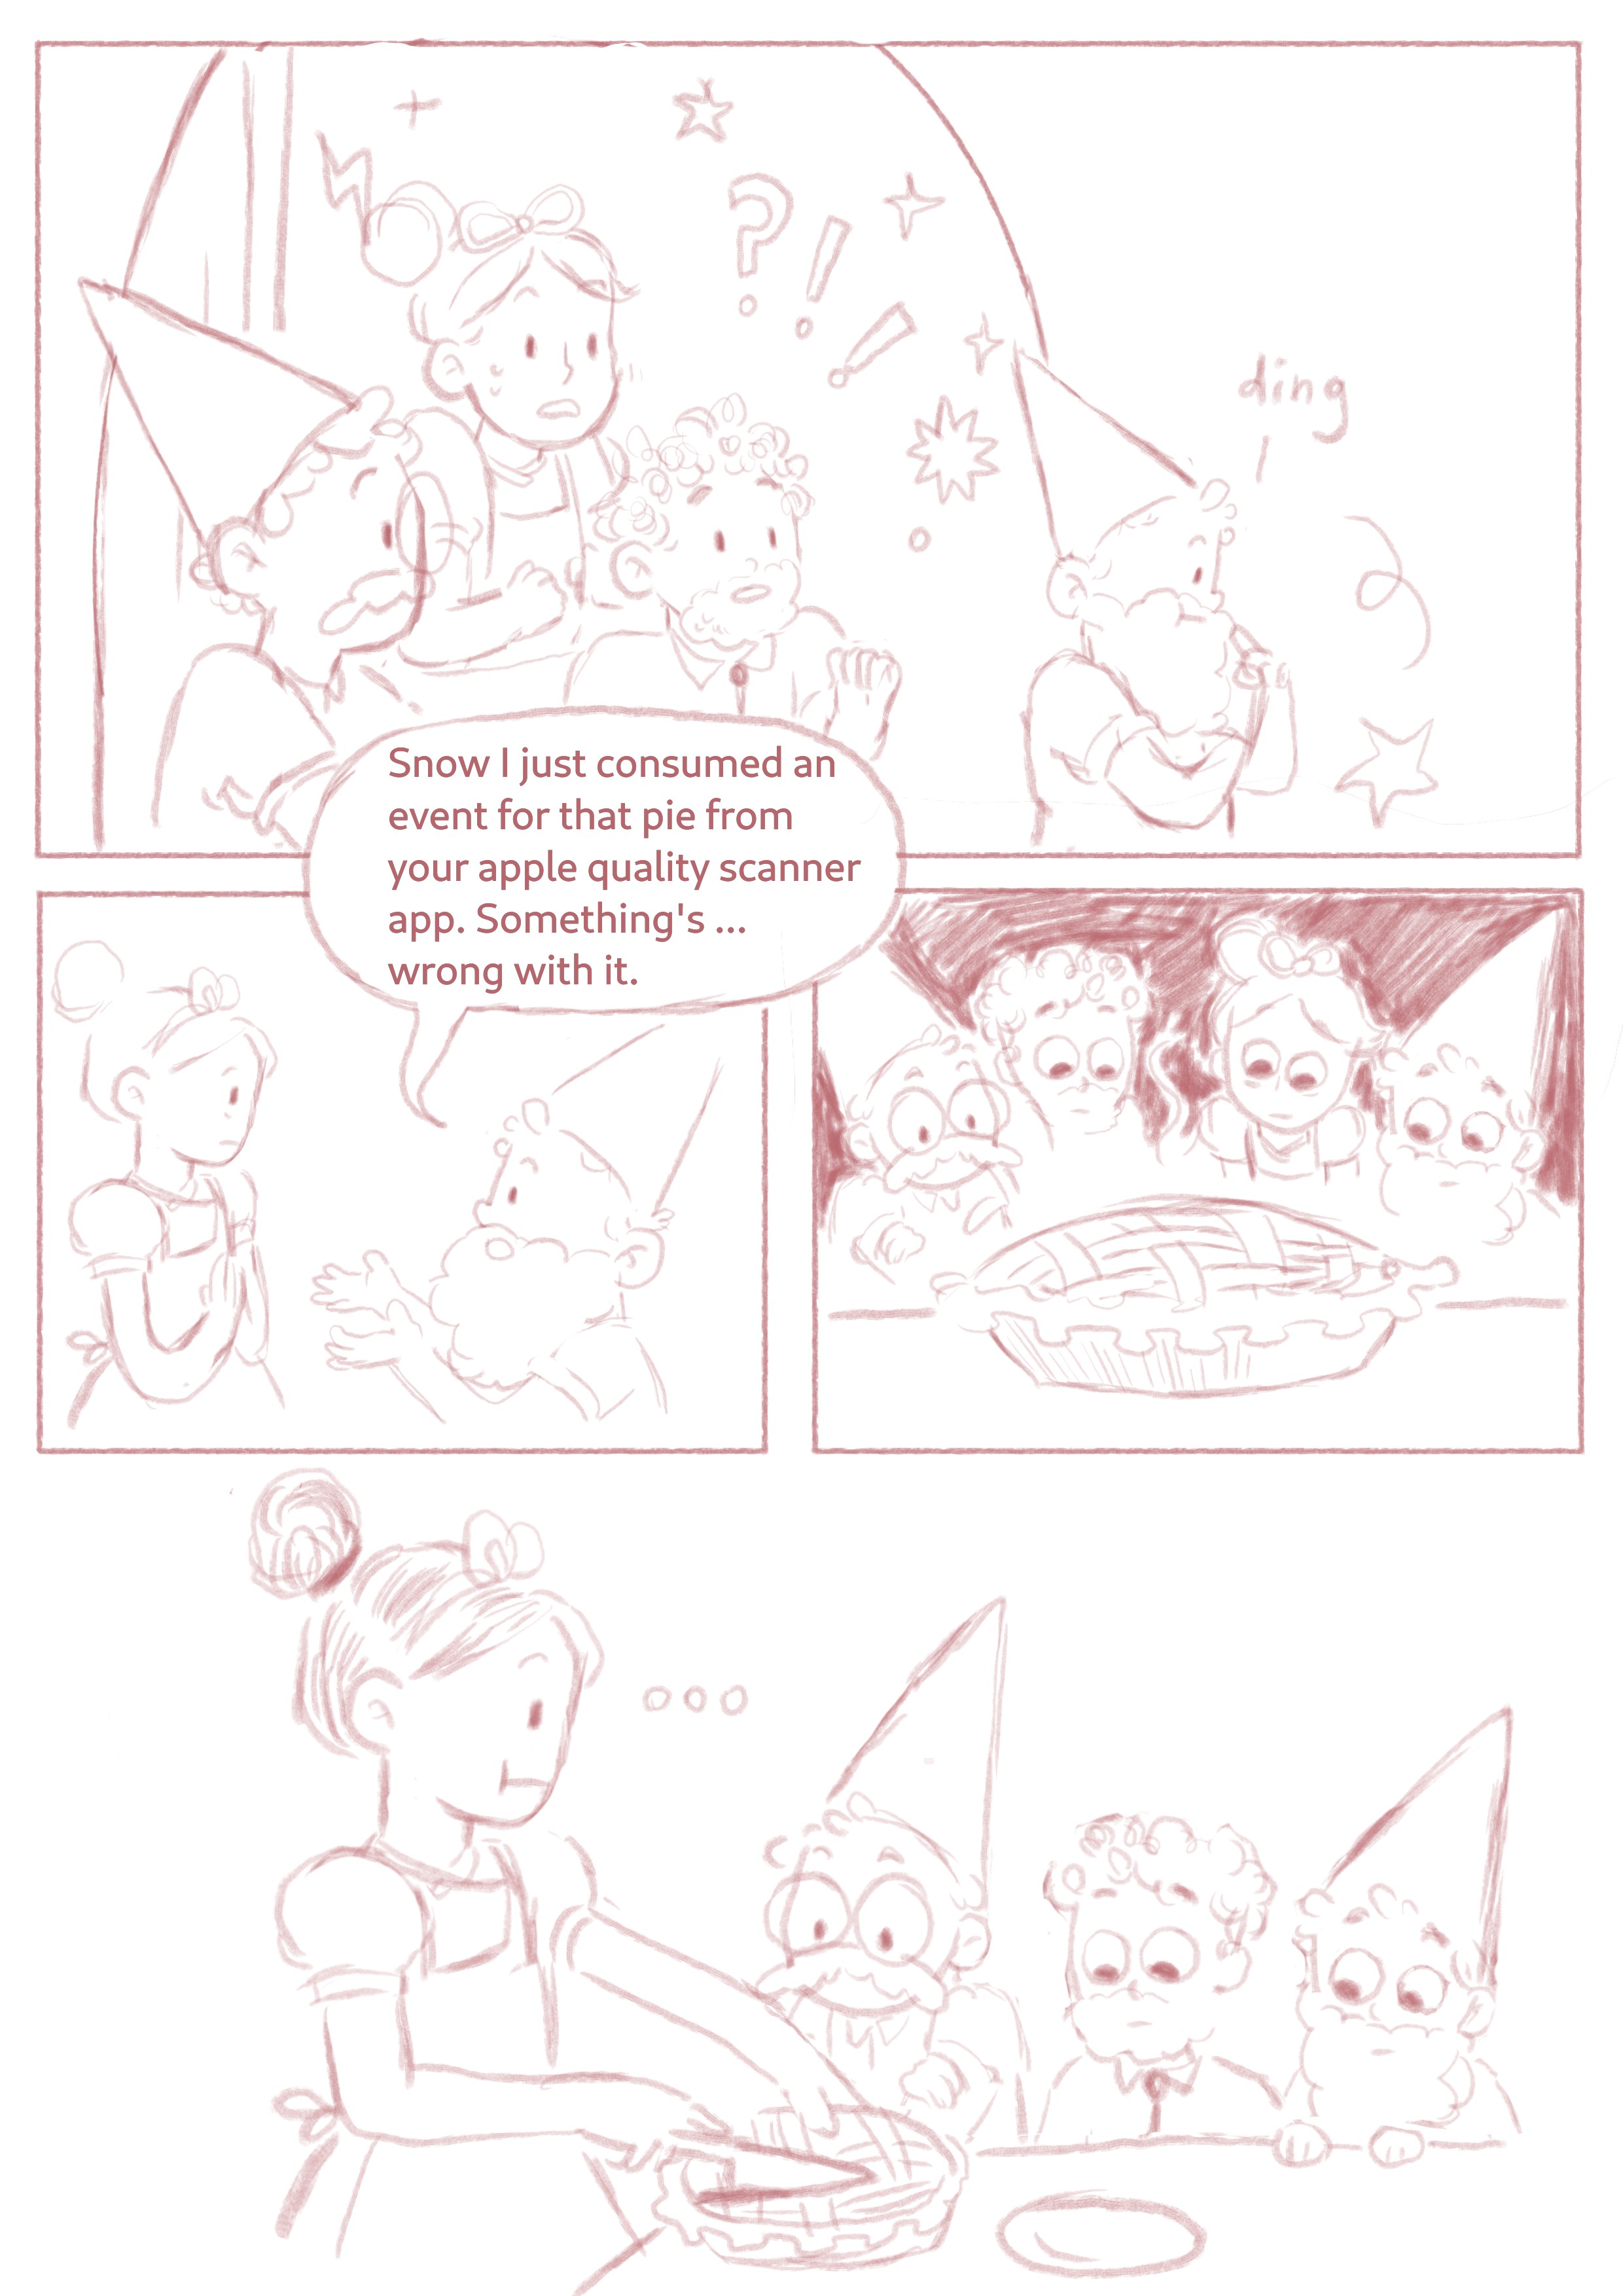 ? ! !
ding
Snow I just consumed an
event for that pie from
your apple quality scanner
app. Something's ...
wrong with it.
...